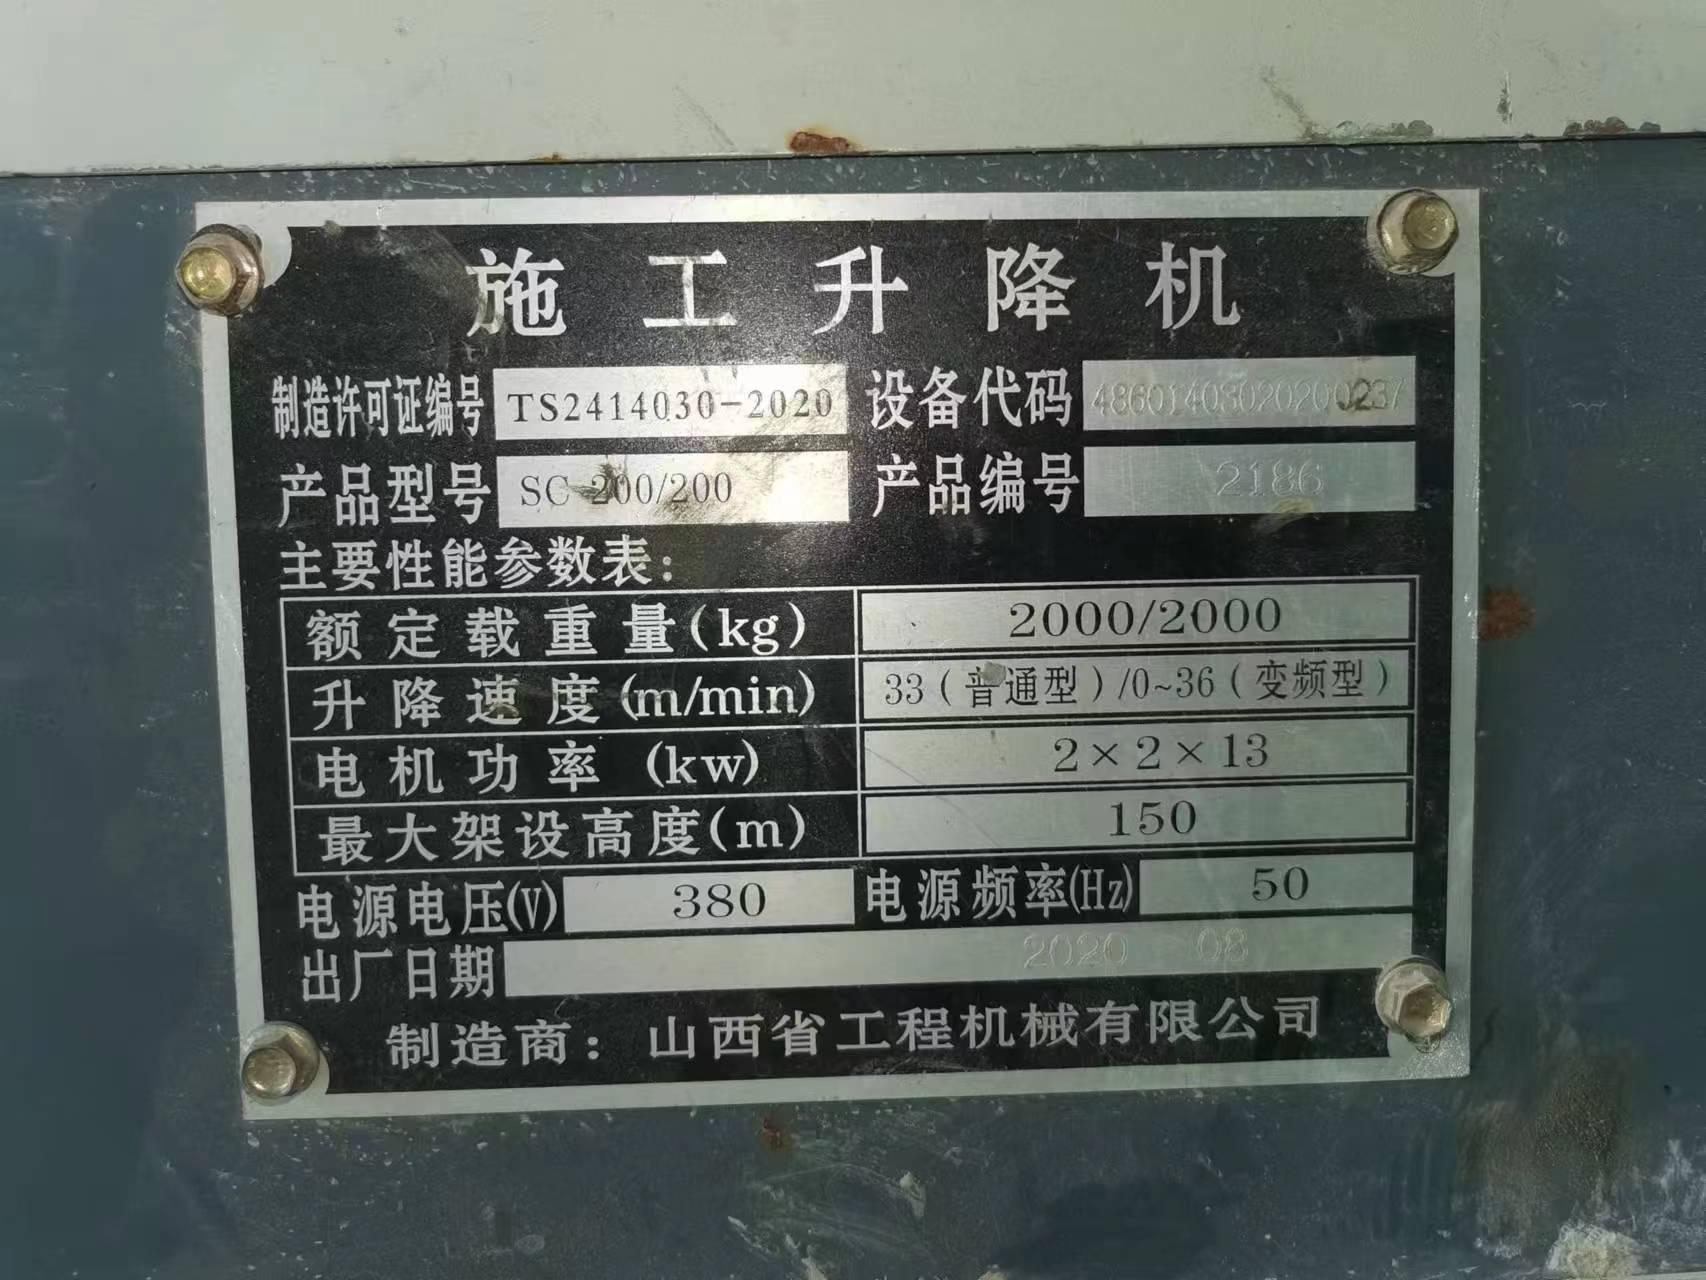 施工升降机
制造许可证编号 TS2414030-2020 设备代码 48601408020200237
产品型号 SC 200/200 产品编号 2186
主要性能参数表:
额定载重量(kg) 2000/2000
升降速度(m/min) 33(普通型)/0~36(变频型)
电机功率(kw) 2×2×13
最大架设高度(m) 150
电源电压(V) 380 电源频率(Hz) 50
出厂日期 2020 08
制造商: 山西省工程机械有限公司